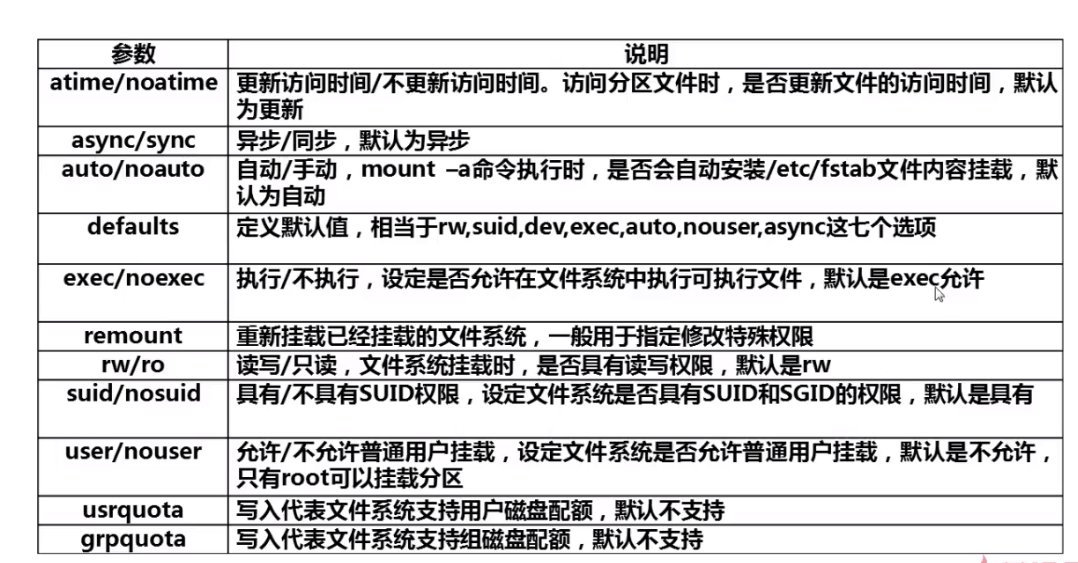 参数 说明
atime/noatime 更新访问时间/不更新访问时间。访问分区文件时，是否更新文件的访问时间，默认
为更新
async/sync 异步/同步，默认为异步
auto/noauto 自动/手动，mount –a命令执行时，是否会自动安装/etc/fstab文件内容挂载，默
认为自动
defaults 定义默认值，相当于rw,suid,dev,exec,auto,nouser,async这七个选项
exec/noexec 执行/不执行，设定是否允许在文件系统中执行可执行文件，默认是exec允许
remount 重新挂载已经挂载的文件系统，一般用于指定修改特殊权限
rw/ro 读写/只读，文件系统挂载时，是否具有读写权限，默认是rw
suid/nosuid 具有/不具有SUID权限，设定文件系统是否具有SUID和SGID的权限，默认是具有
user/nouser 允许/不允许普通用户挂载，设定文件系统是否允许普通用户挂载，默认是不允许，
只有root可以挂载分区
usrquota 写入代表文件系统支持用户磁盘配额，默认不支持
grpquota 写入代表文件系统支持组磁盘配额，默认不支持